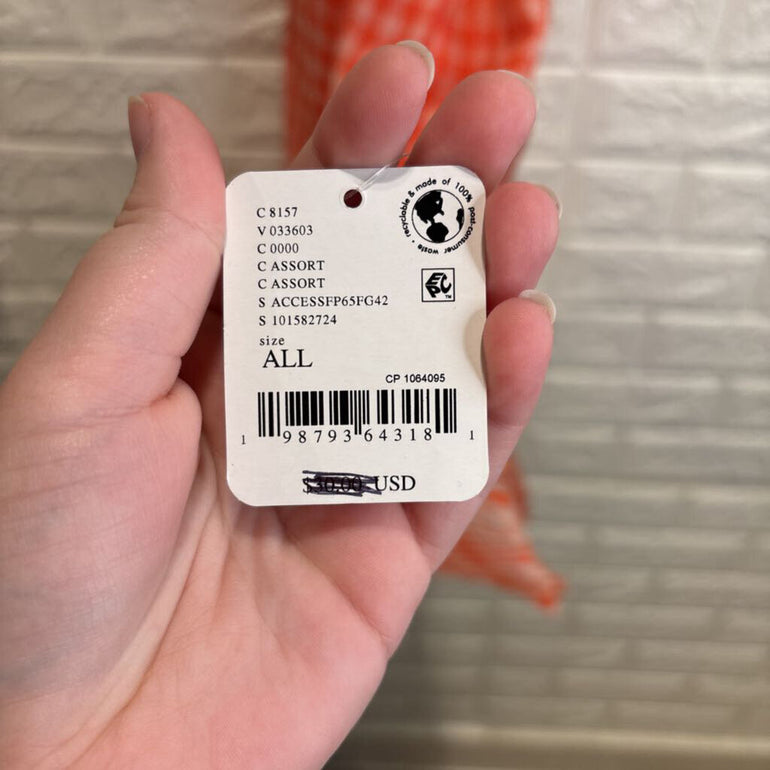 C 8157
V 033603
C 0000
C ASSORT
C ASSORT
S ACCESSFP65FG42
S 101582724
size
ALL
recyclable & made of 100% post-consumer waste •
EPC™
CP 1064095
1 98793 64318 1
$30.00 USD